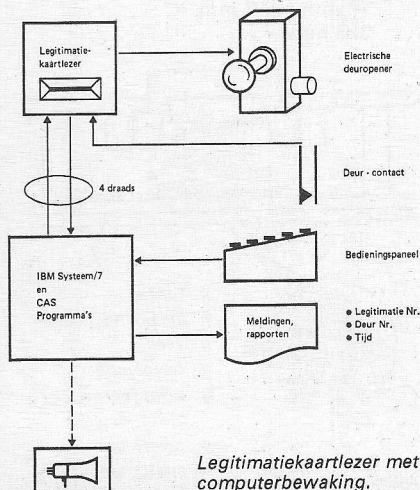 Legitimatie-
kaartlezer
Electrische
deuropener
Deur - contact
4 draads
Bedieningspaneel
IBM Systeem/7
en
CAS
Programma's
Meldingen,
rapporten
● Legitimatie Nr.
● Deur Nr.
● Tijd
Legitimatiekaartlezer met
computerbewaking.